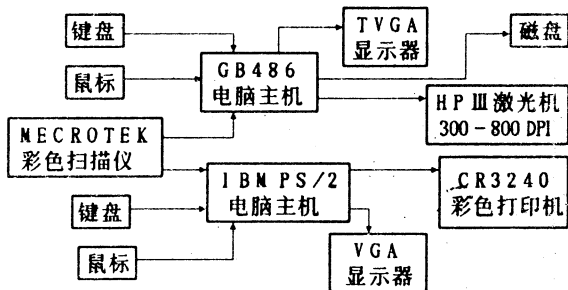 键盘
TVGA
显示器
磁盘
鼠标
GB486
电脑主机
HPⅢ激光机
300-800 DPI
MECROTEK
彩色扫描仪
IBM PS/2
电脑主机
CR3240
彩色打印机
键盘
鼠标
VGA
显示器